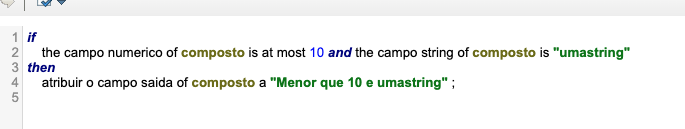 1 if
2 the campo numerico of composto is at most 10 and the campo string of composto is "umastring"
3 then
4 atribuir o campo saida of composto a "Menor que 10 e umastring" ;
5